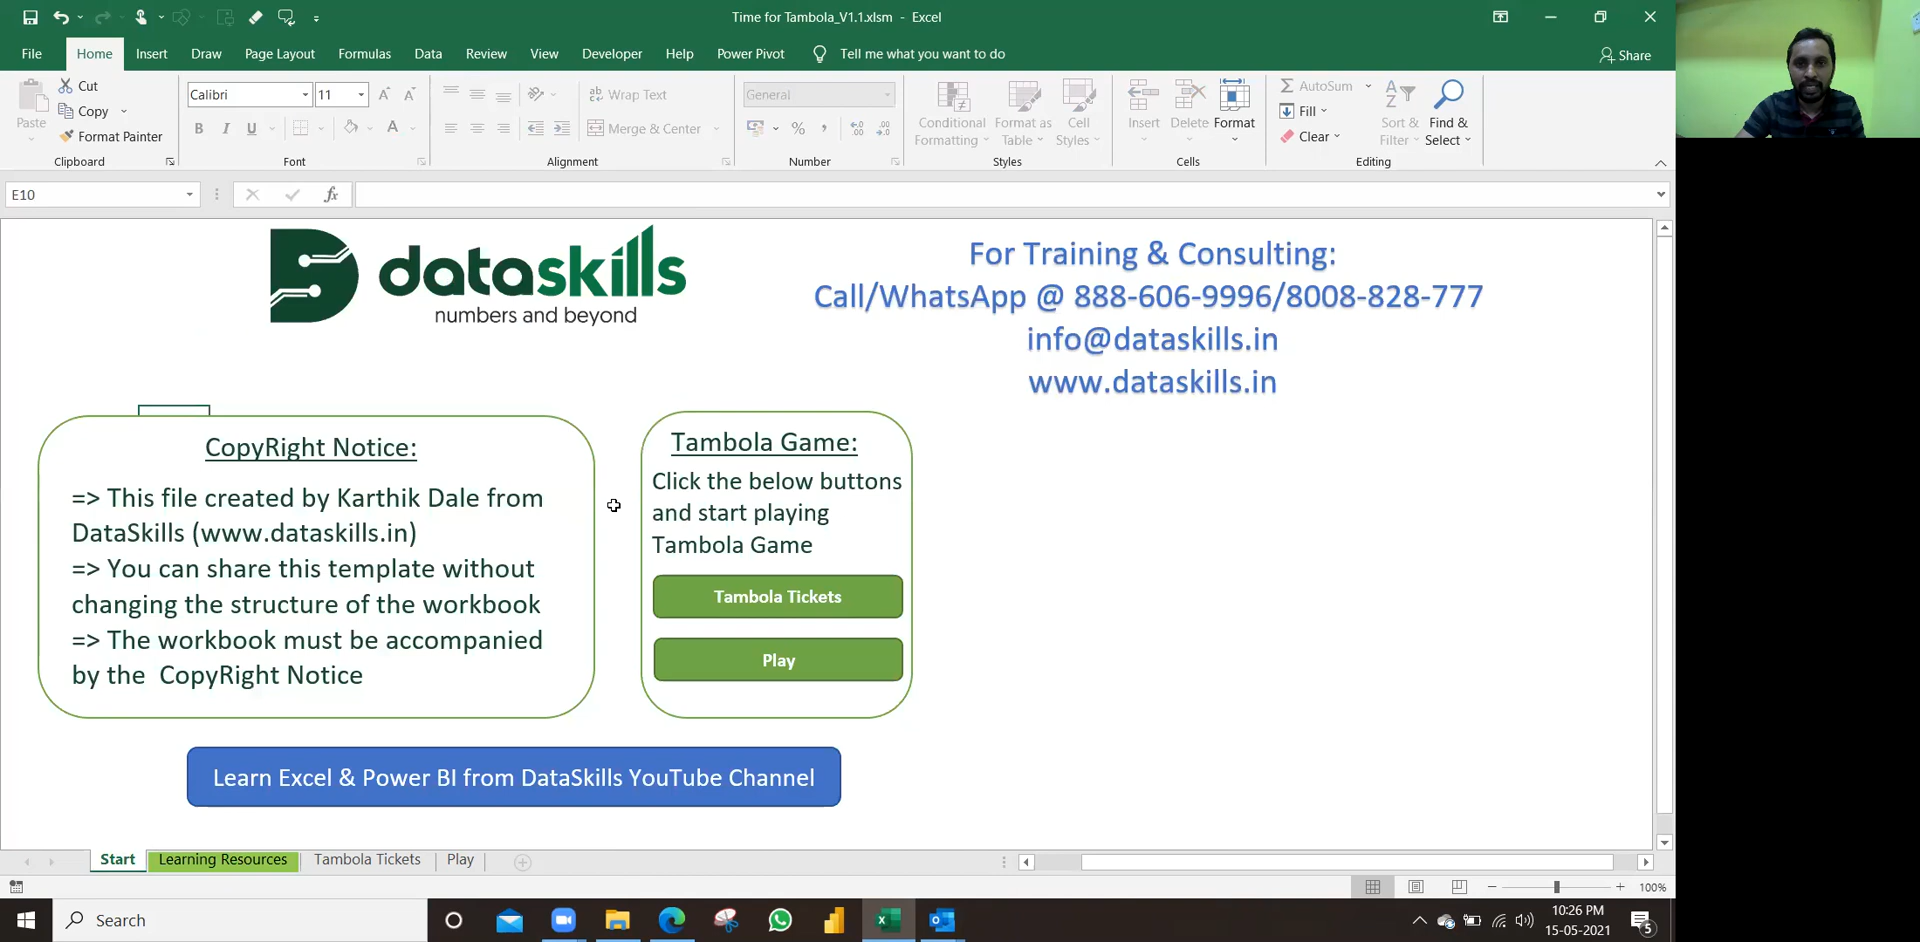 Time for Tambola_V1.1.xlsm - Excel
File Home Insert Draw Page Layout Formulas Data Review View Developer Help Power Pivot Tell me what you want to do Share
Paste
Cut
Copy
Format Painter
Clipboard
Calibri 11
B I U
Font
Wrap Text
Merge & Center
Alignment
General
%
Number
Conditional Formatting
Format as Table
Cell Styles
Styles
Insert
Delete
Format
Cells
AutoSum
Fill
Clear
Sort & Filter
Find & Select
Editing
E10
fx
dataskills
numbers and beyond
For Training & Consulting:
Call/WhatsApp @ 888-606-9996/8008-828-777
info@dataskills.in
www.dataskills.in
CopyRight Notice:
=> This file created by Karthik Dale from
DataSkills (www.dataskills.in)
=> You can share this template without
changing the structure of the workbook
=> The workbook must be accompanied
by the CopyRight Notice
Tambola Game:
Click the below buttons
and start playing
Tambola Game
Tambola Tickets
Play
Learn Excel & Power BI from DataSkills YouTube Channel
Start Learning Resources Tambola Tickets Play
100%
Search
10:26 PM
15-05-2021
5